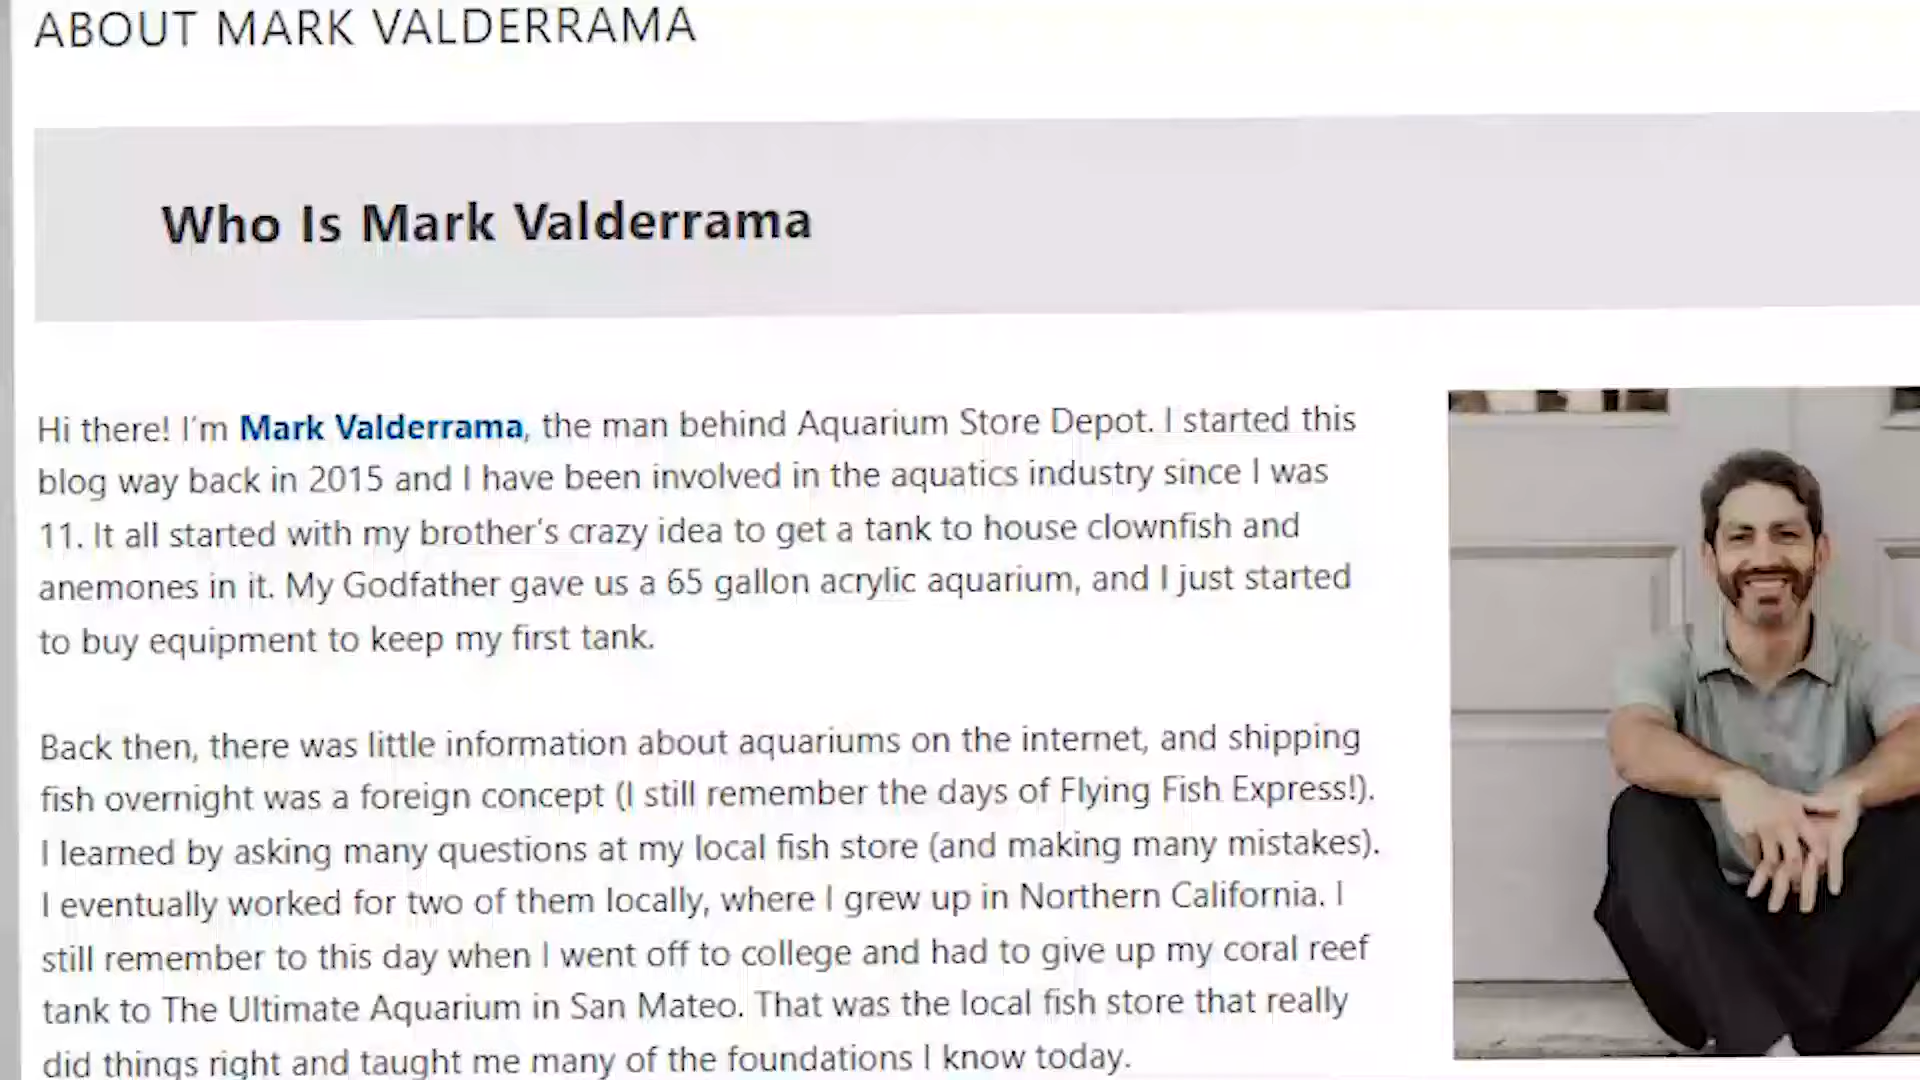 ABOUT MARK VALDERRAMA
Who Is Mark Valderrama
Hi there! I'm Mark Valderrama, the man behind Aquarium Store Depot. I started this
blog way back in 2015 and I have been involved in the aquatics industry since I was
11. It all started with my brother's crazy idea to get a tank to house clownfish and
anemones in it. My Godfather gave us a 65 gallon acrylic aquarium, and I just started
to buy equipment to keep my first tank.
Back then, there was little information about aquariums on the internet, and shipping
fish overnight was a foreign concept (I still remember the days of Flying Fish Express!).
I learned by asking many questions at my local fish store (and making many mistakes).
I eventually worked for two of them locally, where I grew up in Northern California. I
still remember to this day when I went off to college and had to give up my coral reef
tank to The Ultimate Aquarium in San Mateo. That was the local fish store that really
did things right and taught me many of the foundations I know today.